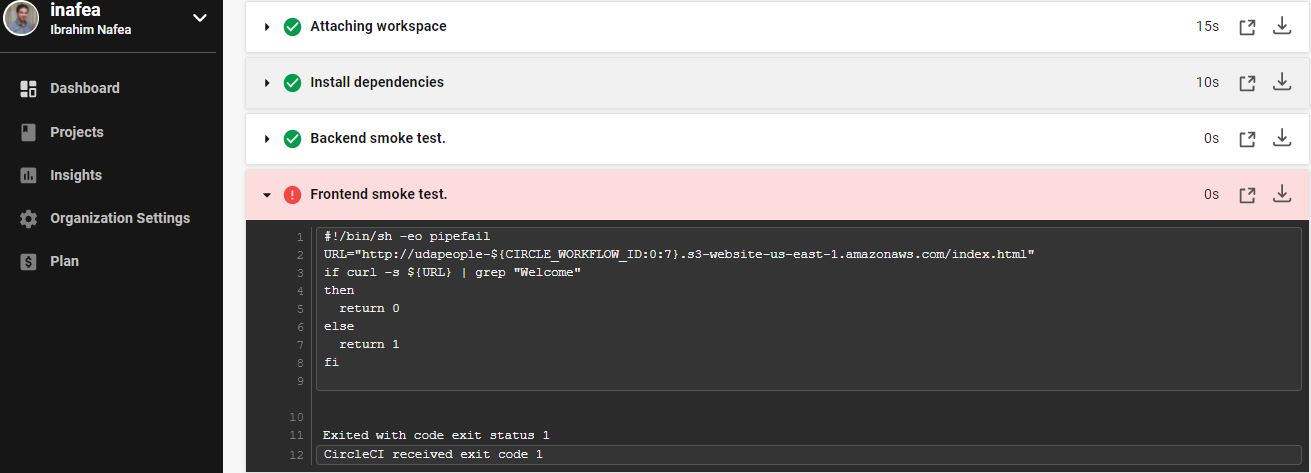 inafea
Ibrahim Nafea
Dashboard
Projects
Insights
Organization Settings
Plan
Attaching workspace 15s
Install dependencies 10s
Backend smoke test. 0s
Frontend smoke test. 0s
1 #!/bin/sh -eo pipefail
2 URL="http://udapeople-${CIRCLE_WORKFLOW_ID:0:7}.s3-website-us-east-1.amazonaws.com/index.html"
3 if curl -s ${URL} | grep "Welcome"
4 then
5   return 0
6 else
7   return 1
8 fi
9
10
11 Exited with code exit status 1
12 CircleCI received exit code 1